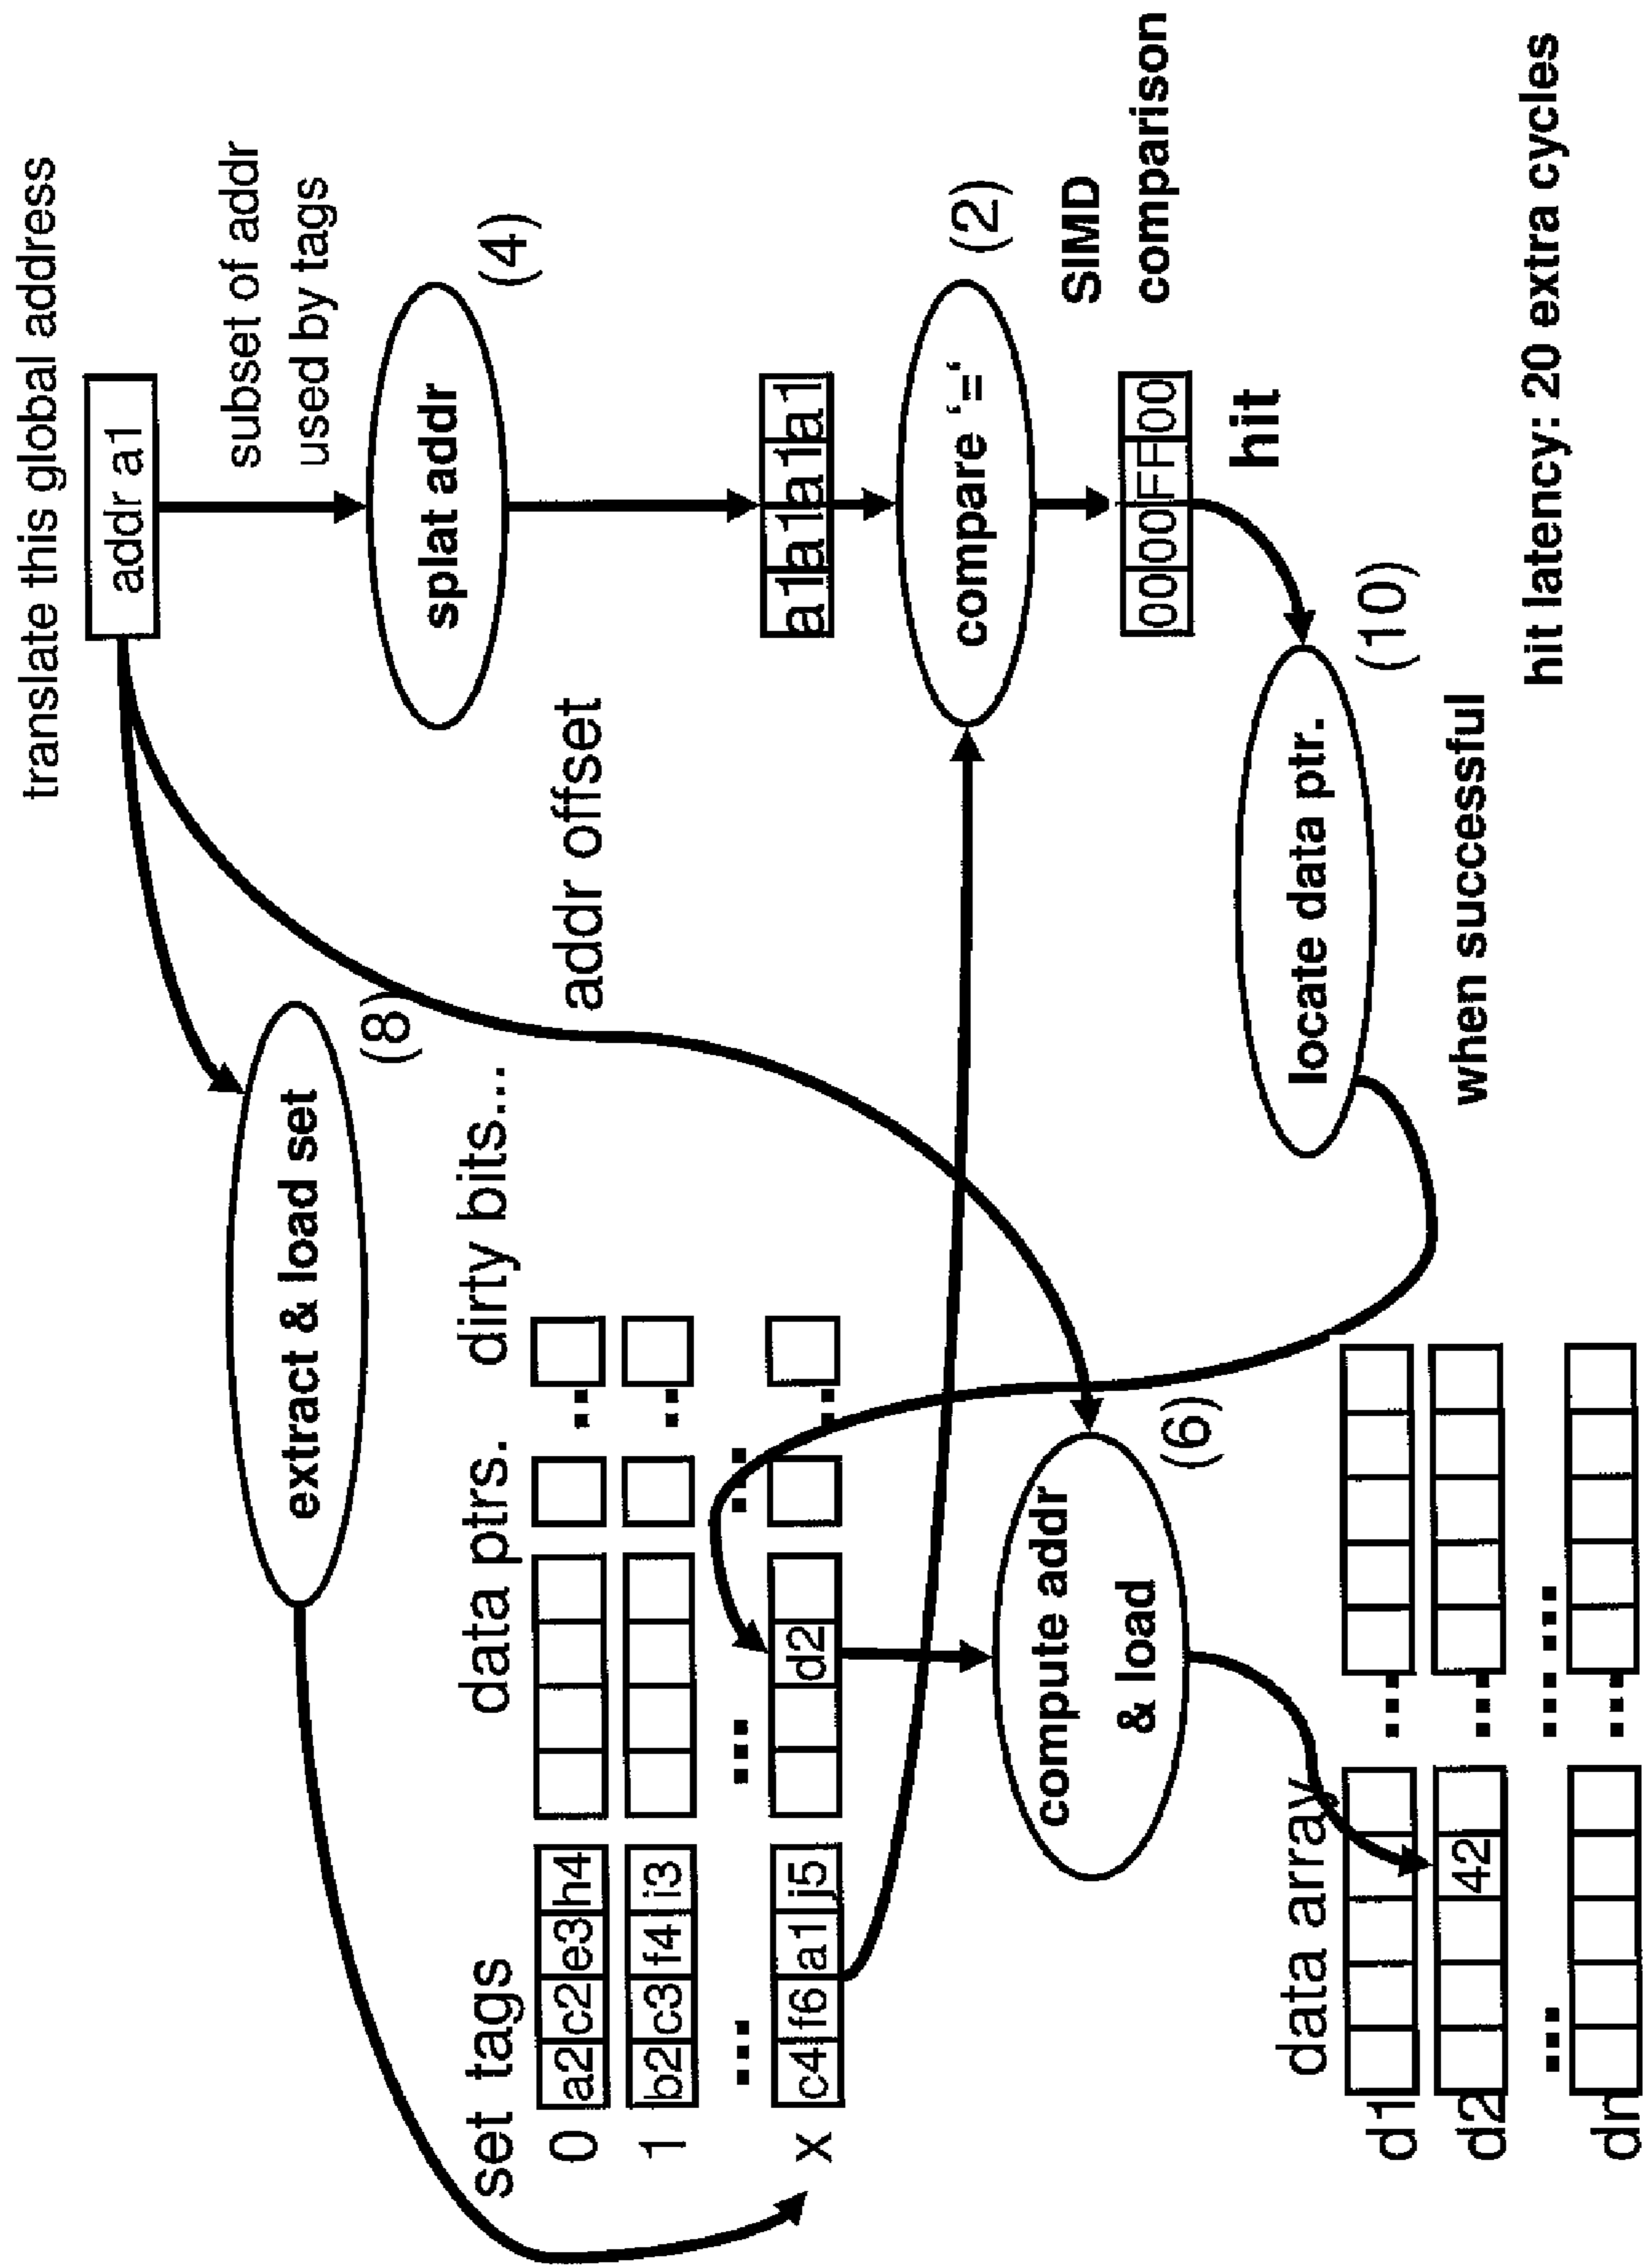 translate this global address
addr a1
subset of addr
used by tags
extract & load set
(8)
splat addr
(4)
addr offset
set tags
data ptrs.
dirty bits...
0
a2 c2 e3 h4
..
1
b2 c3 f4 i3
..
a1 a1 a1 a1
...
...
..
x
c4 f6 a1 j5
d2
..
compare '='
(2)
SIMD
comparison
compute addr
& load
(6)
00 00 FF 00
hit
locate data ptr.
(10)
when successful
data array
d1
...
d2
42
...
...
......
dn
...
hit latency: 20 extra cycles